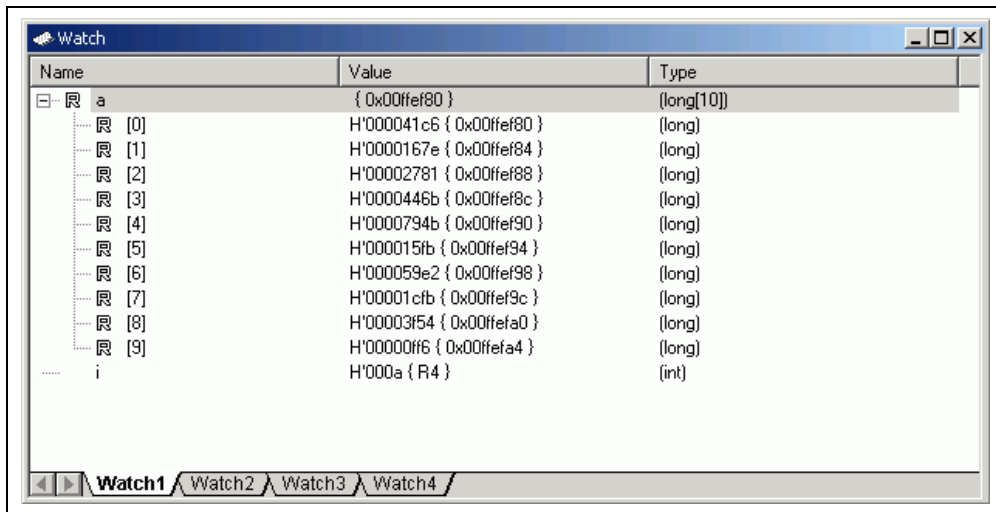 Watch
Name Value Type
R a { 0x00ffef80 } (long[10])
R [0] H'000041c6 { 0x00ffef80 } (long)
R [1] H'0000167e { 0x00ffef84 } (long)
R [2] H'00002781 { 0x00ffef88 } (long)
R [3] H'0000446b { 0x00ffef8c } (long)
R [4] H'0000794b { 0x00ffef90 } (long)
R [5] H'000015fb { 0x00ffef94 } (long)
R [6] H'000059e2 { 0x00ffef98 } (long)
R [7] H'00001cfb { 0x00ffef9c } (long)
R [8] H'00003f54 { 0x00ffefa0 } (long)
R [9] H'00000ff6 { 0x00ffefa4 } (long)
i H'000a { R4 } (int)
Watch1 Watch2 Watch3 Watch4